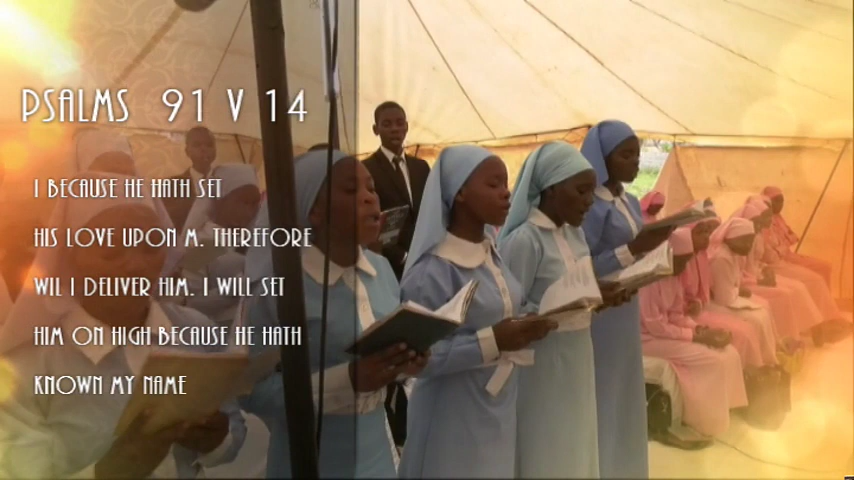 PSALMS 91 V 14
I BECAUSE HE HATH SET
HIS LOVE UPON M. THEREFORE
WIL I DELIVER HIM. I WILL SET
HIM ON HIGH BECAUSE HE HATH
KNOWN MY NAME